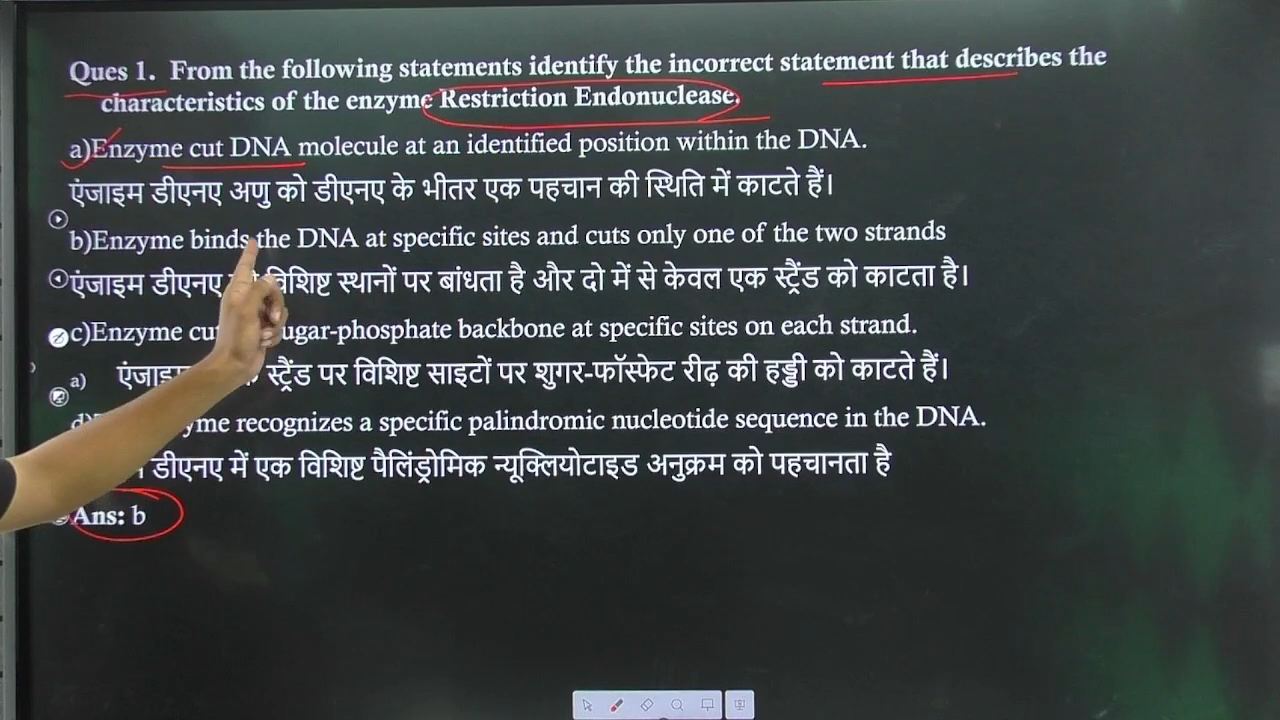 Ques 1. From the following statements identify the incorrect statement that describes the
characteristics of the enzyme Restriction Endonuclease.
a)Enzyme cut DNA molecule at an identified position within the DNA.
एंजाइम डीएनए अणु को डीएनए के भीतर एक पहचान की स्थिति में काटते हैं।
b)Enzyme binds the DNA at specific sites and cuts only one of the two strands
एंजाइम डीएनए विशिष्ट स्थानों पर बांधता है और दो में से केवल एक स्ट्रैंड को काटता है।
c)Enzyme sugar-phosphate backbone at specific sites on each strand.
a) स्ट्रैंड पर विशिष्ट साइटों पर शुगर-फॉस्फेट रीढ़ की हड्डी को काटते हैं।
recognizes a specific palindromic nucleotide sequence in the DNA.
डीएनए में एक विशिष्ट पैलिंड्रोमिक न्यूक्लियोटाइड अनुक्रम को पहचानता है
Ans: b